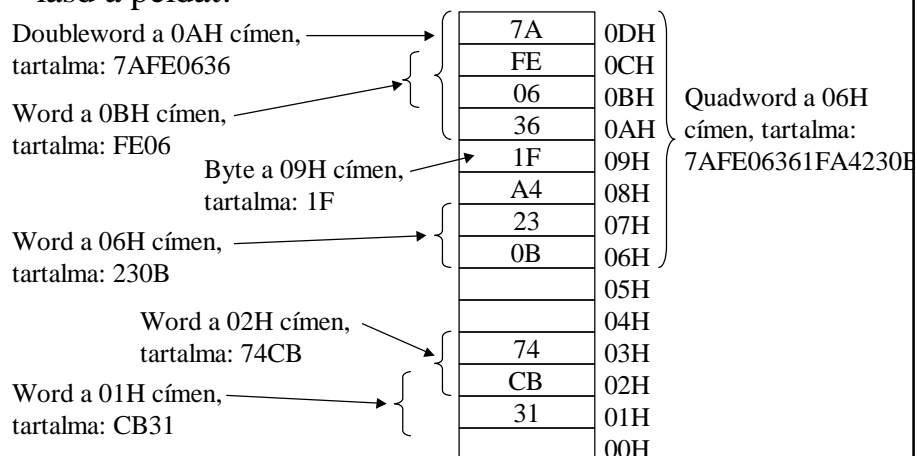 lásd a példát:
Doubleword a 0AH címen,
tartalma: 7AFE0636
Word a 0BH címen,
tartalma: FE06
Byte a 09H címen,
tartalma: 1F
Word a 06H címen,
tartalma: 230B
Word a 02H címen,
tartalma: 74CB
Word a 01H címen,
tartalma: CB31
7A 0DH
FE 0CH
06 0BH
36 0AH
1F 09H
A4 08H
23 07H
0B 06H
05H
04H
74 03H
CB 02H
31 01H
00H
Quadword a 06H
címen, tartalma:
7AFE06361FA4230B